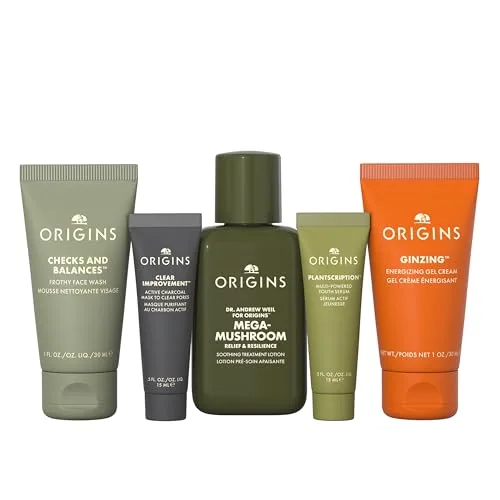 ORIGINS
CHECKS AND
BALANCES™
FROTHY FACE WASH
MOUSSE NETTOYANTE VISAGE
1 FL.OZ./OZ. LIQ./30 ML℮
ORIGINS
CLEAR
IMPROVEMENT™
ACTIVE CHARCOAL
MASK TO CLEAR PORES
MASQUE PURIFIANT
AU CHARBON ACTIF
.5 FL.OZ./OZ. LIQ.
15 ML℮
ORIGINS
DR. ANDREW WEIL
FOR ORIGINS™
MEGA-
MUSHROOM
RELIEF & RESILIENCE
SOOTHING TREATMENT LOTION
LOTION PRÉ-SOIN APAISANTE
ORIGINS
PLANTSCRIPTION™
MULTI-POWERED
YOUTH SERUM
SÉRUM ACTIF
JEUNESSE
.5 FL.OZ./OZ. LIQ.
15 ML℮
ORIGINS
GINZING™
ENERGIZING GEL CREAM
GEL CRÈME ÉNERGISANT
NET WT./POIDS NET 1 OZ./30 ML℮